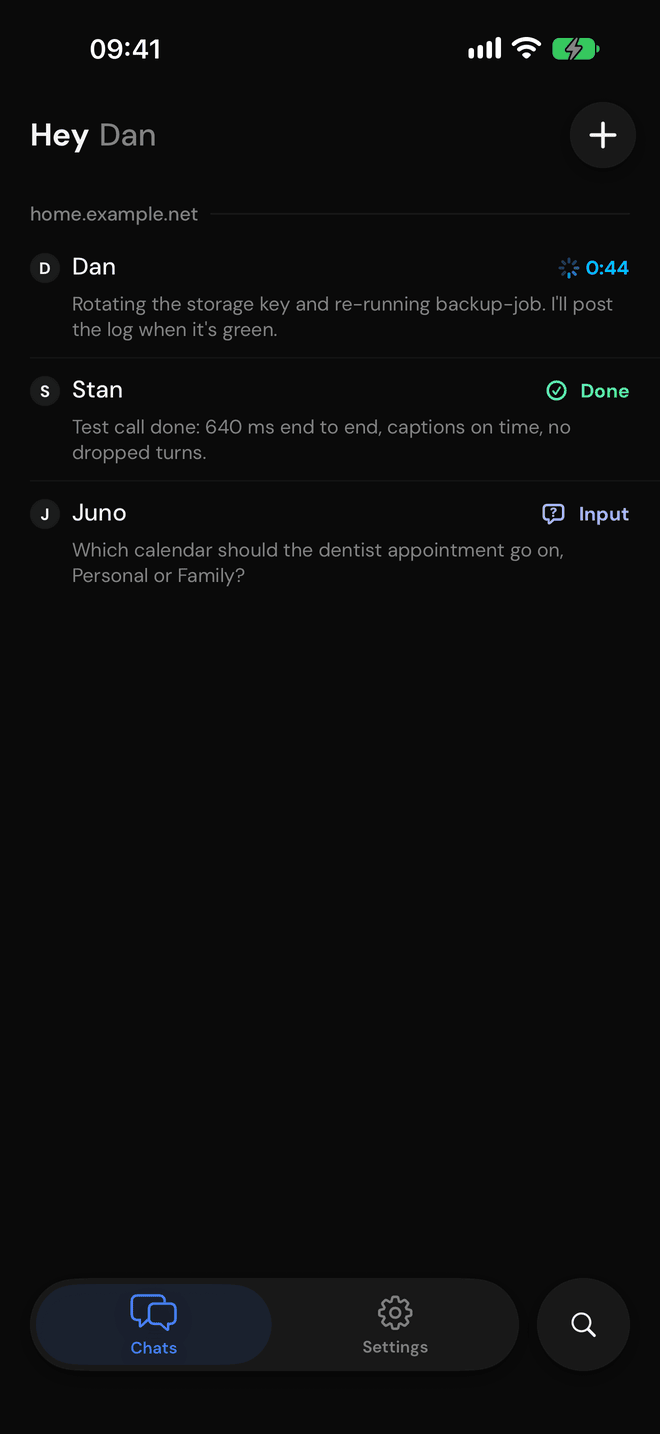 09:41
Hey Dan
home.example.net
D Dan 0:44
Rotating the storage key and re-running backup-job. I'll post
the log when it's green.
S Stan Done
Test call done: 640 ms end to end, captions on time, no
dropped turns.
J Juno Input
Which calendar should the dentist appointment go on,
Personal or Family?
Chats Settings